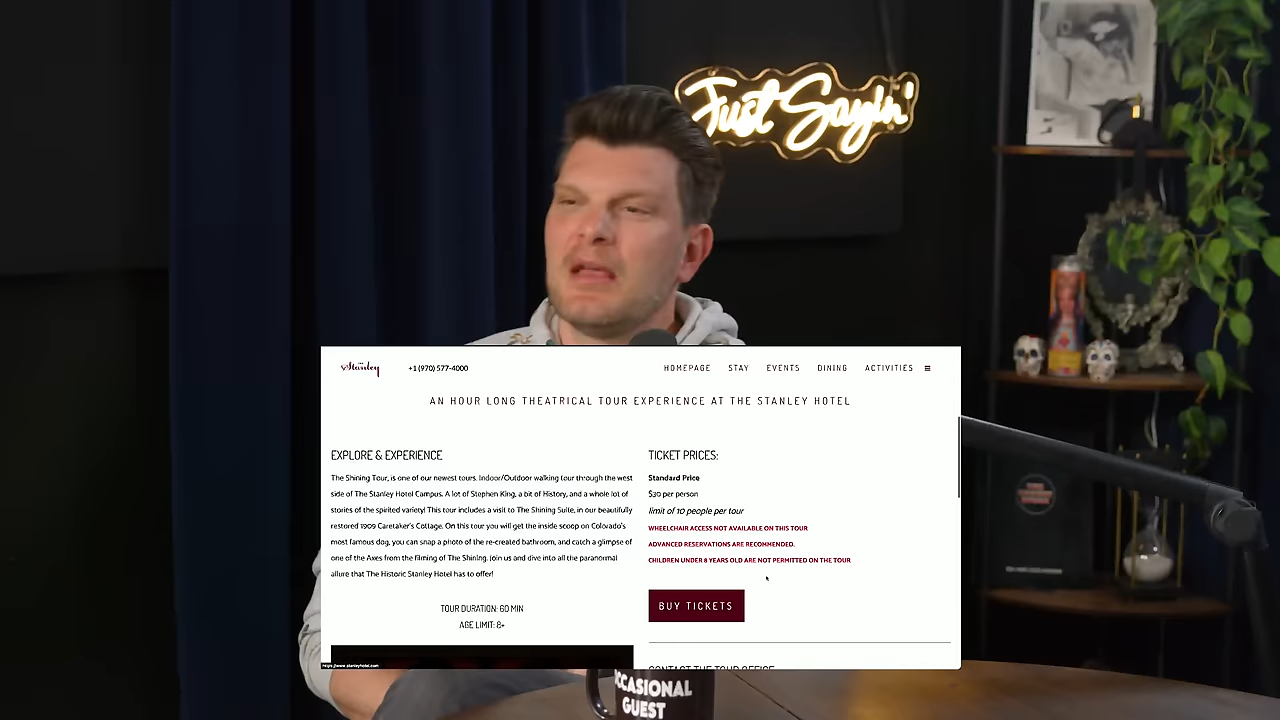 Just Sayin'
The Stanley
+1 (970) 577-4000
HOMEPAGE
STAY
EVENTS
DINING
ACTIVITIES
AN HOUR LONG THEATRICAL TOUR EXPERIENCE AT THE STANLEY HOTEL
EXPLORE & EXPERIENCE
The Shining Tour, is one of our newest tours. Indoor/Outdoor walking tour through the west
side of The Stanley Hotel Campus. A lot of Stephen King, a bit of History, and a whole lot of
stories of the spirited variety! This tour includes a visit to The Shining Suite, in our beautifully
restored 1909 Caretaker's Cottage. On this tour you will get the inside scoop on Colorado's
most famous dog, you can snap a photo of the re-created bathroom, and catch a glimpse of
one of the Axes from the filming of The Shining. Join us and dive into all the paranormal
allure that The Historic Stanley Hotel has to offer!
TOUR DURATION: 60 MIN
AGE LIMIT: 8+
TICKET PRICES:
Standard Price
$30 per person
limit of 10 people per tour
WHEELCHAIR ACCESS NOT AVAILABLE ON THIS TOUR
ADVANCED RESERVATIONS ARE RECOMMENDED.
CHILDREN UNDER 8 YEARS OLD ARE NOT PERMITTED ON THE TOUR
BUY TICKETS
CONTACT THE TOUR OFFICE
https://www.stanleyhotel.com
OCCASIONAL
GUEST